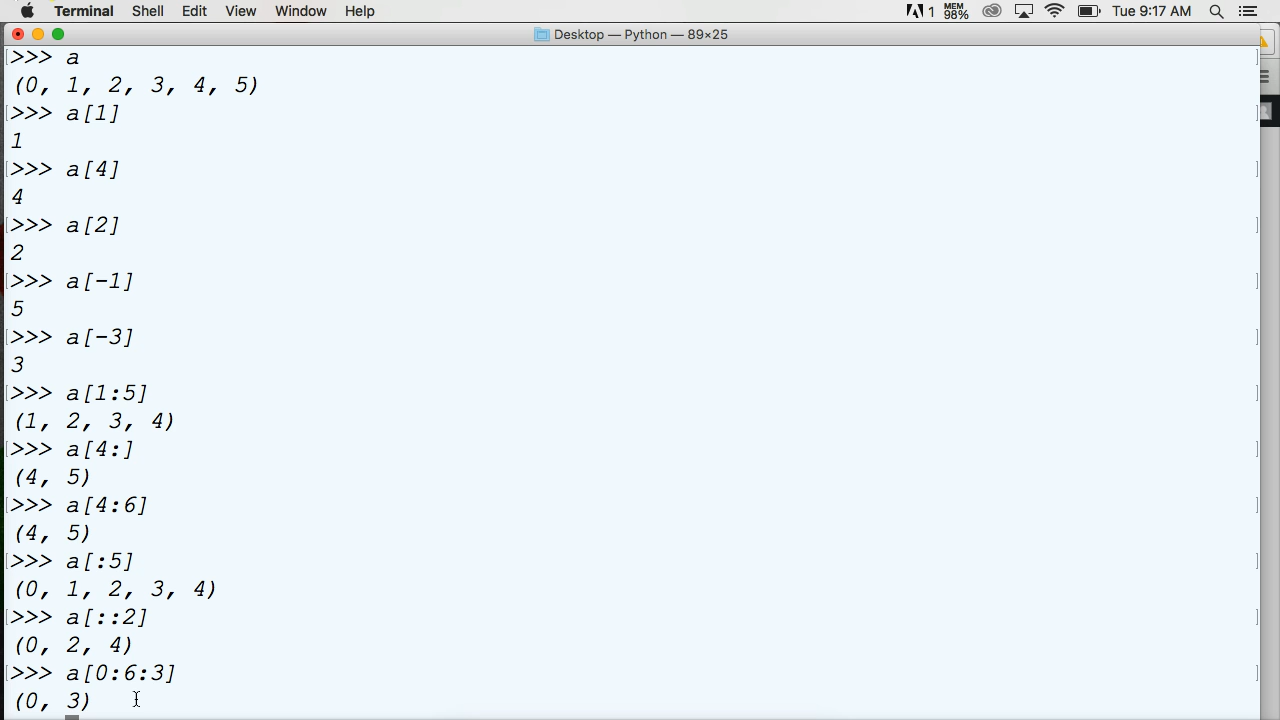 Terminal Shell Edit View Window Help 1 MEM 98% Tue 9:17 AM
Desktop — Python — 89×25
>>> a
(0, 1, 2, 3, 4, 5)
>>> a[1]
1
>>> a[4]
4
>>> a[2]
2
>>> a[-1]
5
>>> a[-3]
3
>>> a[1:5]
(1, 2, 3, 4)
>>> a[4:]
(4, 5)
>>> a[4:6]
(4, 5)
>>> a[:5]
(0, 1, 2, 3, 4)
>>> a[::2]
(0, 2, 4)
>>> a[0:6:3]
(0, 3)